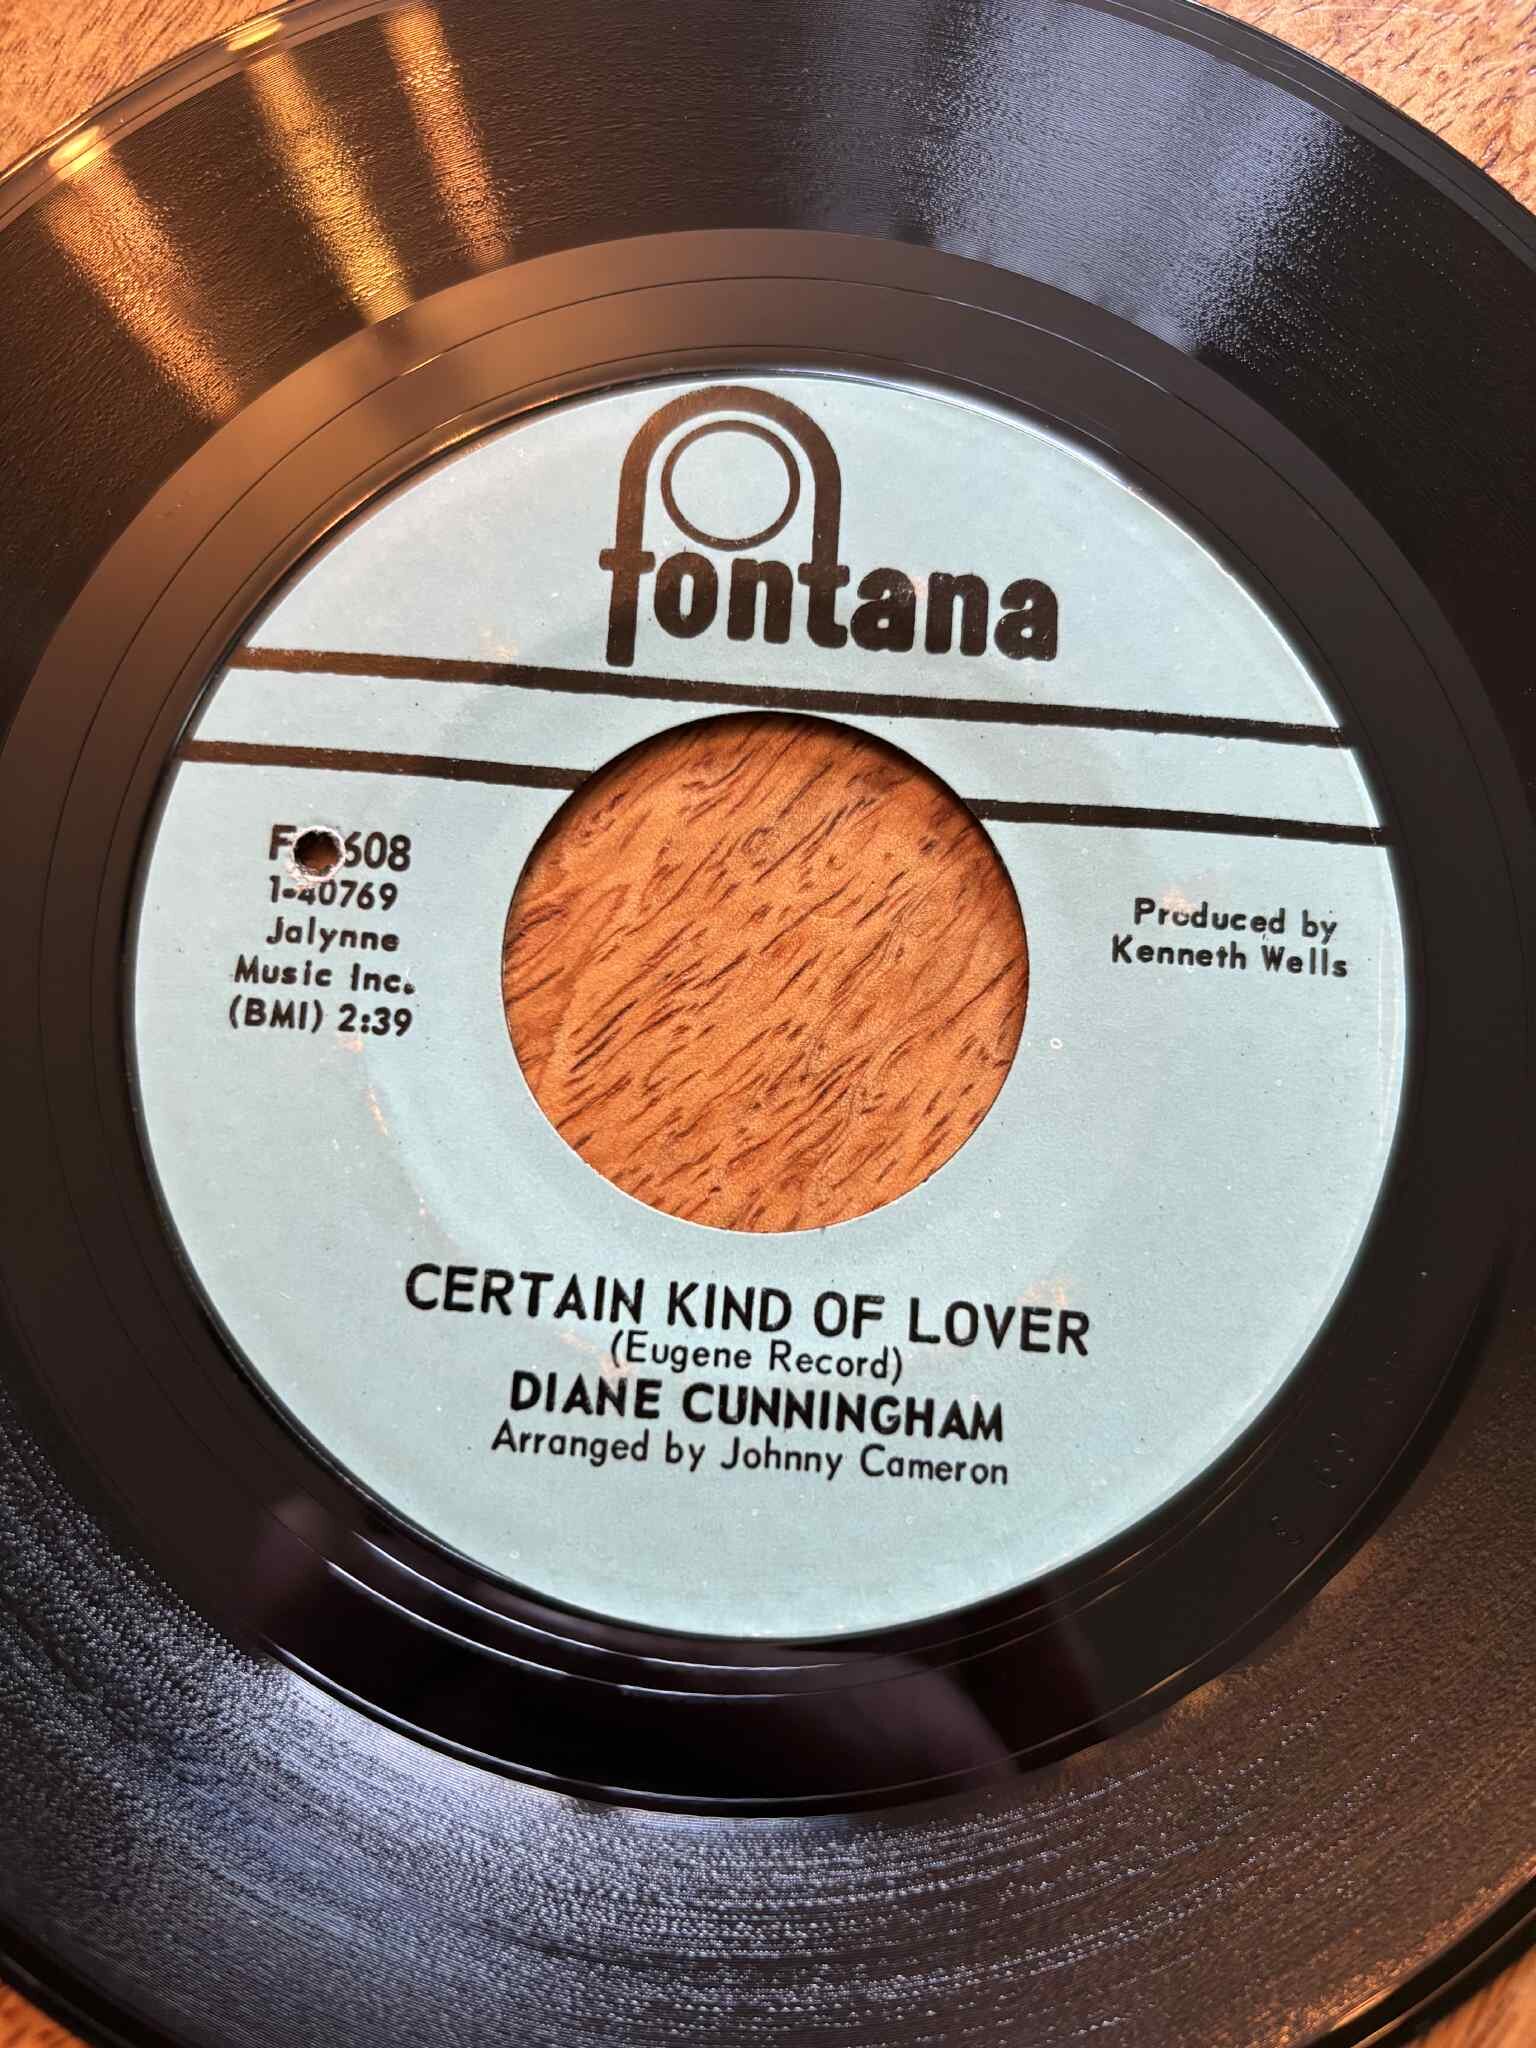 fontana
608
1-40769
Jalynne
Music Inc.
(BMI) 2:39
Produced by
Kenneth Wells
CERTAIN KIND OF LOVER
(Eugene Record)
DIANE CUNNINGHAM
Arranged by Johnny Cameron